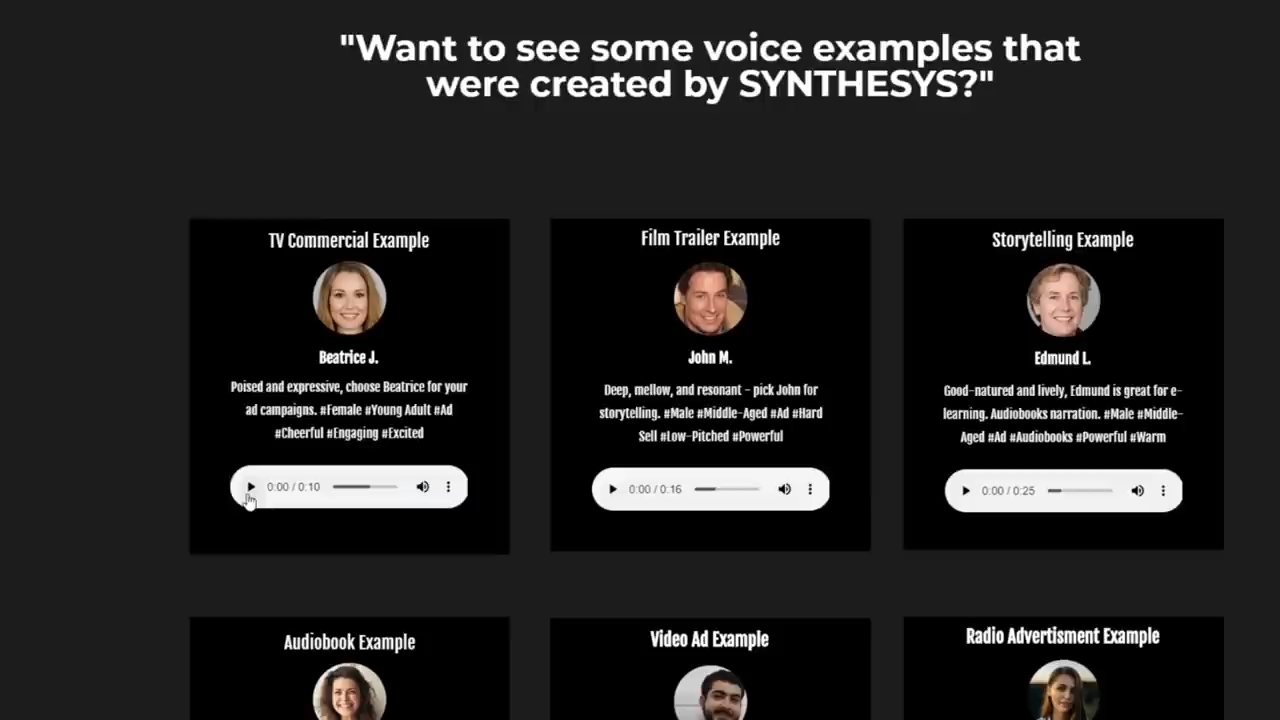 "Want to see some voice examples that
were created by SYNTHESYS?"
TV Commercial Example
Beatrice J.
Poised and expressive, choose Beatrice for your
ad campaigns. #Female #Young Adult #Ad
#Cheerful #Engaging #Excited
0:00 / 0:10
Film Trailer Example
John M.
Deep, mellow, and resonant - pick John for
storytelling. #Male #Middle-Aged #Ad #Hard
Sell #Low-Pitched #Powerful
0:00 / 0:16
Storytelling Example
Edmund L.
Good-natured and lively, Edmund is great for e-
learning. Audiobooks narration. #Male #Middle-
Aged #Ad #Audiobooks #Powerful #Warm
0:00 / 0:25
Audiobook Example
Video Ad Example
Radio Advertisment Example